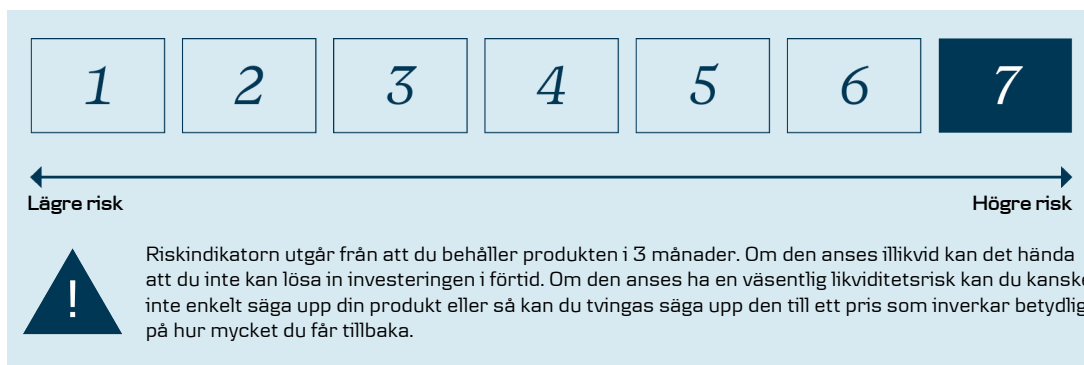 1 2 3 4 5 6 7
Lägre risk Högre risk
!
Riskindikatorn utgår från att du behåller produkten i 3 månader. Om den anses illikvid kan det hända
att du inte kan lösa in investeringen i förtid. Om den anses ha en väsentlig likviditetsrisk kan du kanske
inte enkelt säga upp din produkt eller så kan du tvingas säga upp den till ett pris som inverkar betydlig
på hur mycket du får tillbaka.